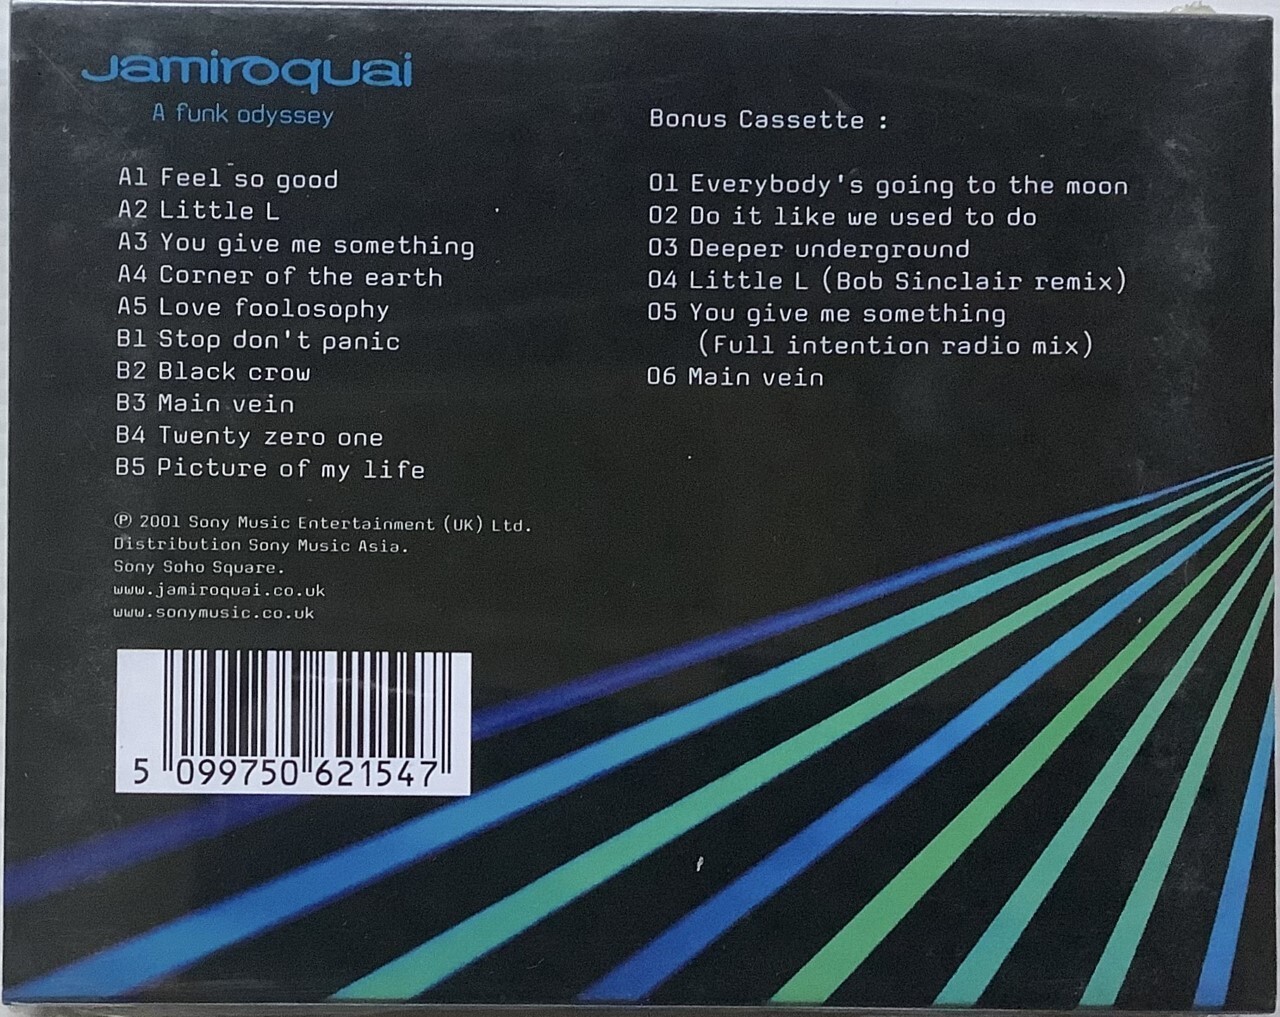 Jamiroquai
A funk odyssey
A1 Feel so good
A2 Little L
A3 You give me something
A4 Corner of the earth
A5 Love foolosophy
B1 Stop don't panic
B2 Black crow
B3 Main vein
B4 Twenty zero one
B5 Picture of my life
℗ 2001 Sony Music Entertainment (UK) Ltd.
Distribution Sony Music Asia.
Sony Soho Square.
www.jamiroquai.co.uk
www.sonymusic.co.uk
5 099750 621547
Bonus Cassette :
01 Everybody's going to the moon
02 Do it like we used to do
03 Deeper underground
04 Little L (Bob Sinclair remix)
05 You give me something
(Full intention radio mix)
06 Main vein